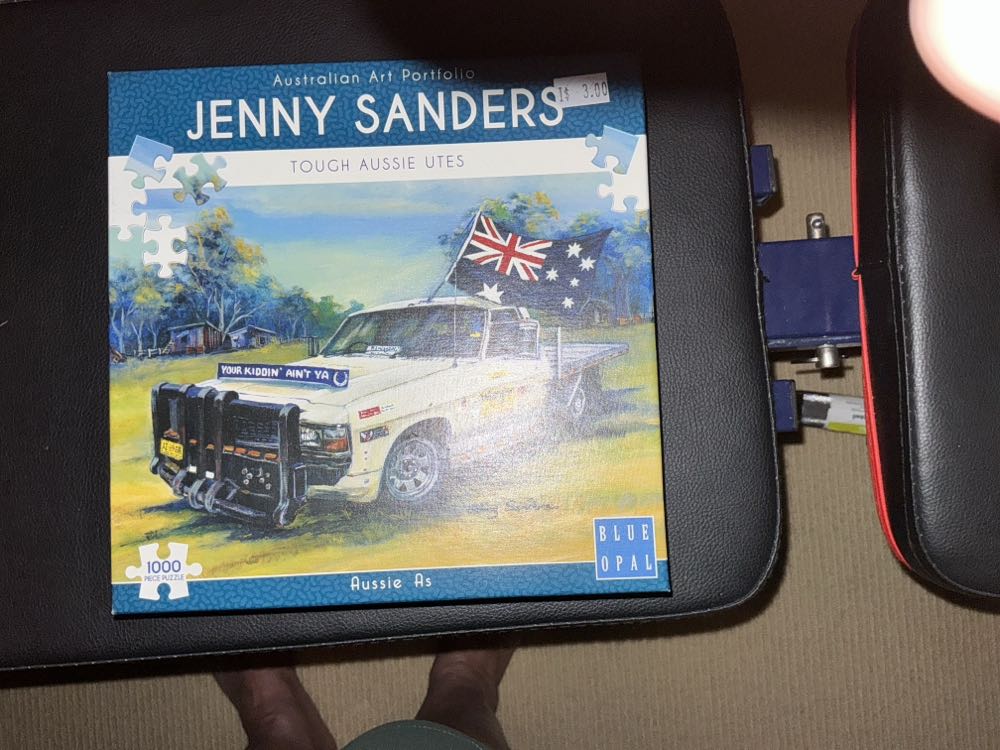 Australian Art Portfolio
1$ 3.00
JENNY SANDERS
TOUGH AUSSIE UTES
YOUR KIDDIN' AIN'T YA
BLUE
OPAL
1000
PIECE PUZZLE
Aussie As